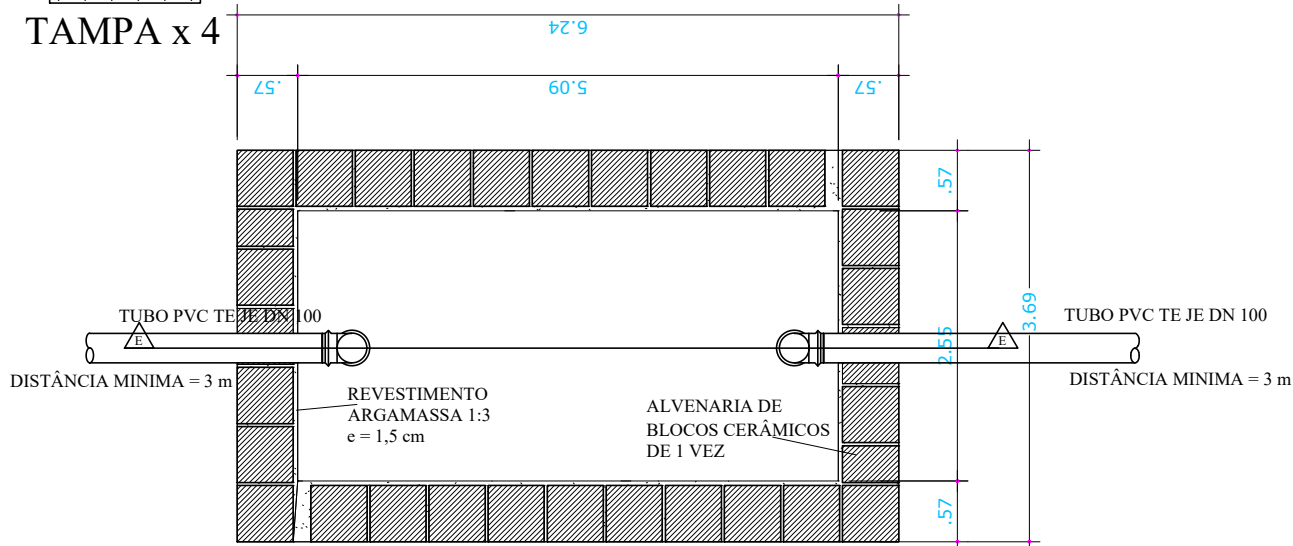 TAMPA x 4
6.24
.57
5.09
.57
.57
TUBO PVC TE JE DN 100
E
DISTÂNCIA MINIMA = 3 m
REVESTIMENTO
ARGAMASSA 1:3
e = 1,5 cm
ALVENARIA DE
BLOCOS CERÂMICOS
DE 1 VEZ
2.55
3.69
E
TUBO PVC TE JE DN 100
DISTÂNCIA MINIMA = 3 m
.57